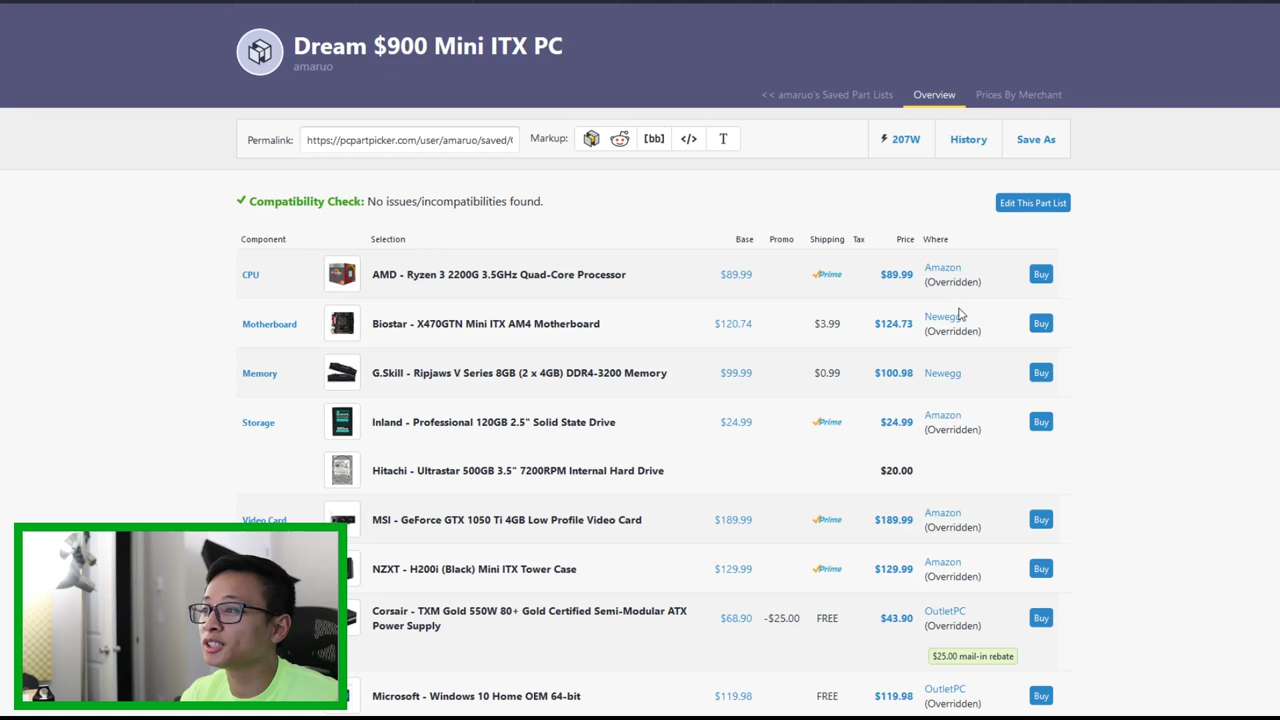 Dream $900 Mini ITX PC
amaruo
<< amaruo's Saved Part Lists Overview Prices By Merchant
Permalink: https://pcpartpicker.com/user/amaruo/saved/ Markup: [bb] </> T 207W History Save As
Compatibility Check: No issues/incompatibilities found. Edit This Part List
Component Selection Base Promo Shipping Tax Price Where
CPU AMD - Ryzen 3 2200G 3.5GHz Quad-Core Processor $89.99 Prime $89.99 Amazon Buy
(Overridden)
Motherboard Biostar - X470GTN Mini ITX AM4 Motherboard $120.74 $3.99 $124.73 Newegg Buy
(Overridden)
Memory G.Skill - Ripjaws V Series 8GB (2 x 4GB) DDR4-3200 Memory $99.99 $0.99 $100.98 Newegg Buy
Storage Inland - Professional 120GB 2.5" Solid State Drive $24.99 Prime $24.99 Amazon Buy
(Overridden)
Hitachi - Ultrastar 500GB 3.5" 7200RPM Internal Hard Drive $20.00
Video Card MSI - GeForce GTX 1050 Ti 4GB Low Profile Video Card $189.99 Prime $189.99 Amazon Buy
(Overridden)
NZXT - H200i (Black) Mini ITX Tower Case $129.99 Prime $129.99 Amazon Buy
(Overridden)
Corsair - TXM Gold 550W 80+ Gold Certified Semi-Modular ATX
Power Supply $68.90 -$25.00 FREE $43.90 OutletPC Buy
(Overridden)
$25.00 mail-in rebate
Microsoft - Windows 10 Home OEM 64-bit $119.98 FREE $119.98 OutletPC Buy
(Overridden)